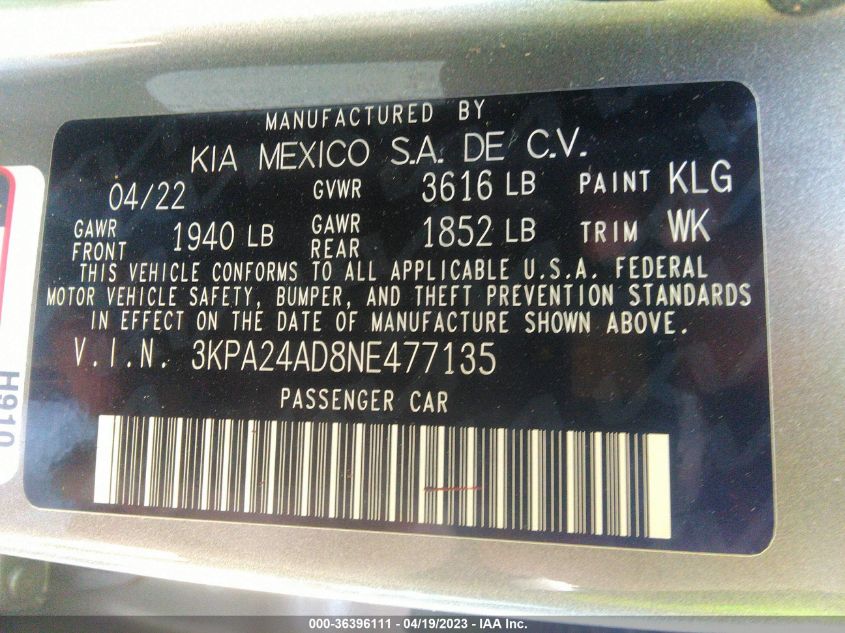 MANUFACTURED BY
KIA MEXICO S.A. DE C.V.
04/22 GVWR 3616 LB PAINT KLG
GAWR FRONT 1940 LB GAWR REAR 1852 LB TRIM WK
THIS VEHICLE CONFORMS TO ALL APPLICABLE U.S.A. FEDERAL
MOTOR VEHICLE SAFETY, BUMPER, AND THEFT PREVENTION STANDARDS
IN EFFECT ON THE DATE OF MANUFACTURE SHOWN ABOVE.
V.I.N. 3KPA24AD8NE477135
PASSENGER CAR
H910
000-36396111 - 04/19/2023 - IAA Inc.